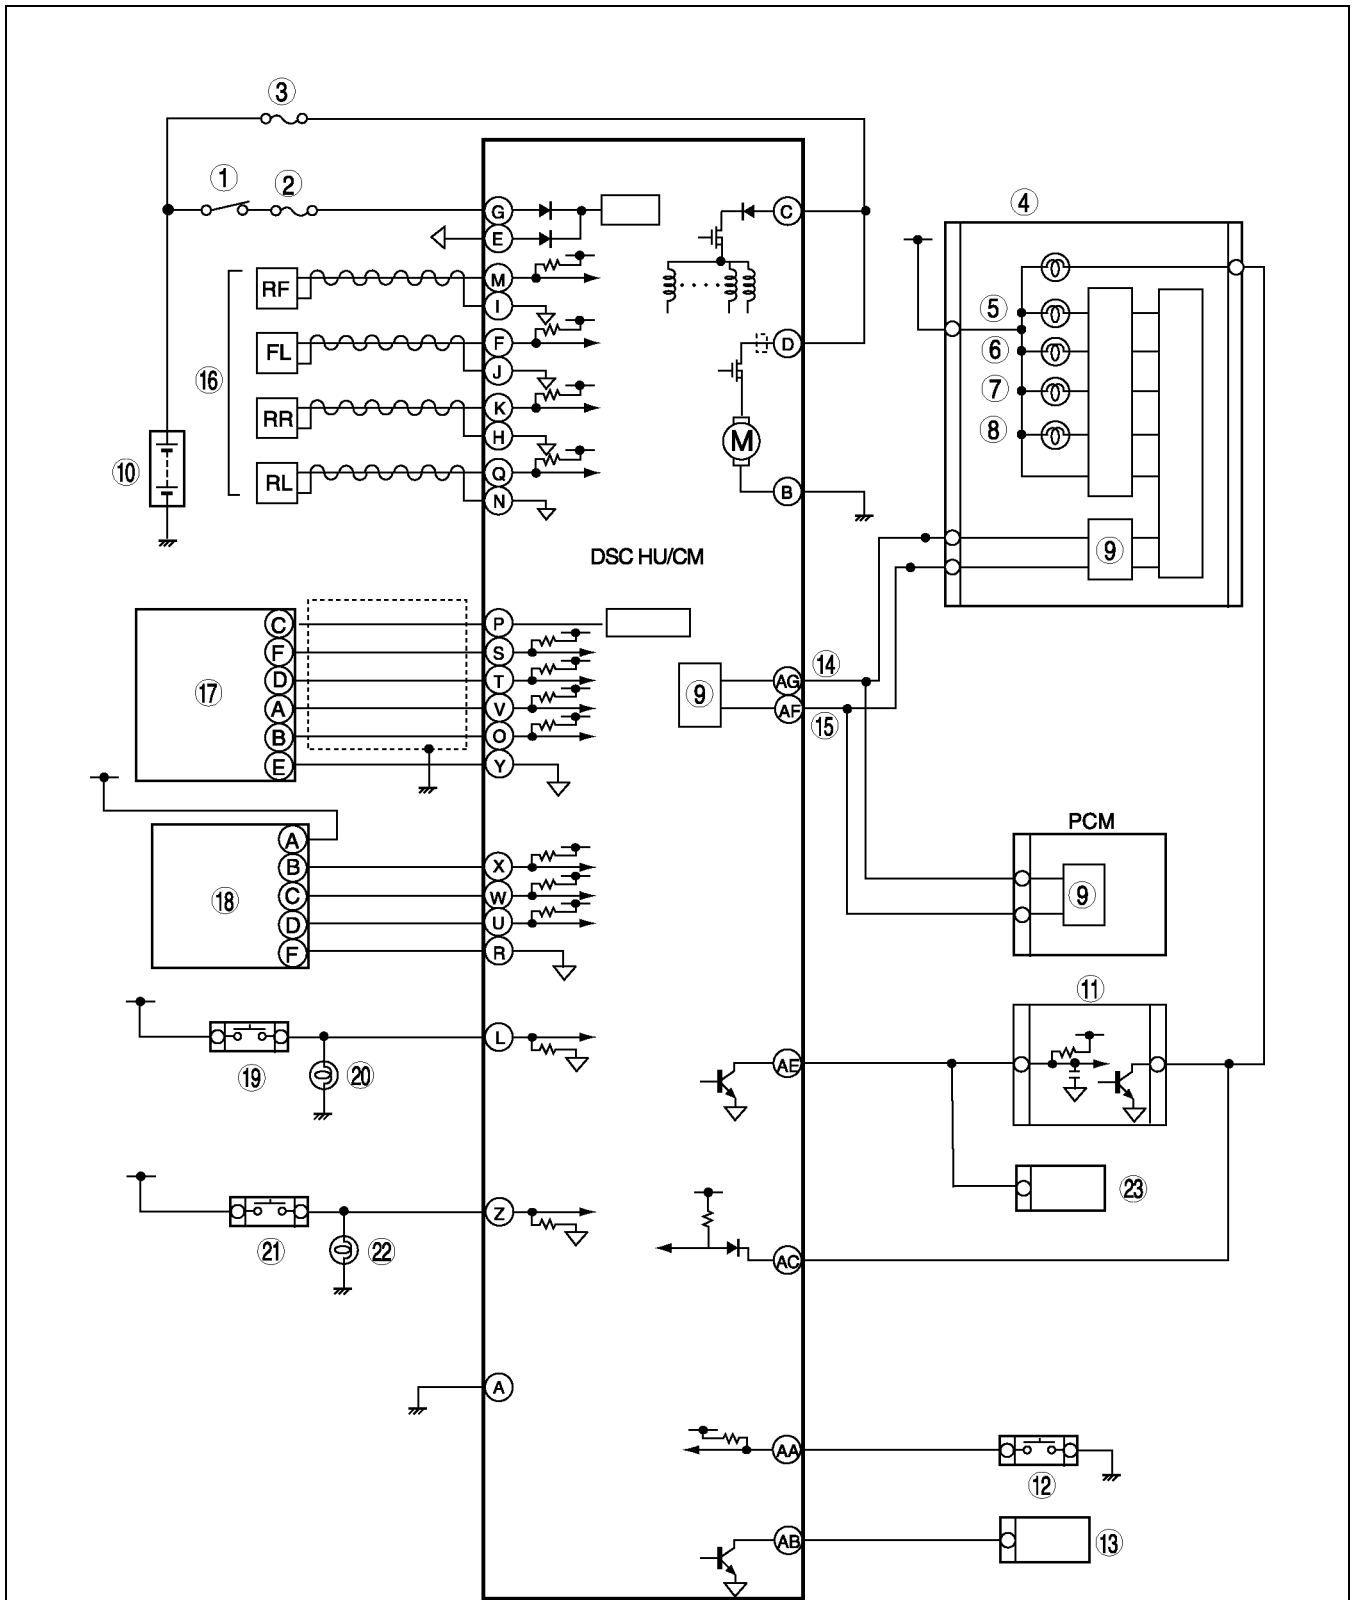 ③
① ②
④
G C
E
RF M
I
⑤
FL F D
⑥
J
⑦
⑯
RR K
⑧
H M
⑩
RL Q B
N
DSC HU/CM
⑨
C P
F S
⑭
⑰ D T ⑨ AG
A V AF
⑮
B O
E Y
PCM
A
B X
⑱ C W ⑨
D U
F R
⑪
L
⑲ ⑳ AE
㉓
Z
㉑ ㉒ AC
A
AA
⑫
AB ⑬